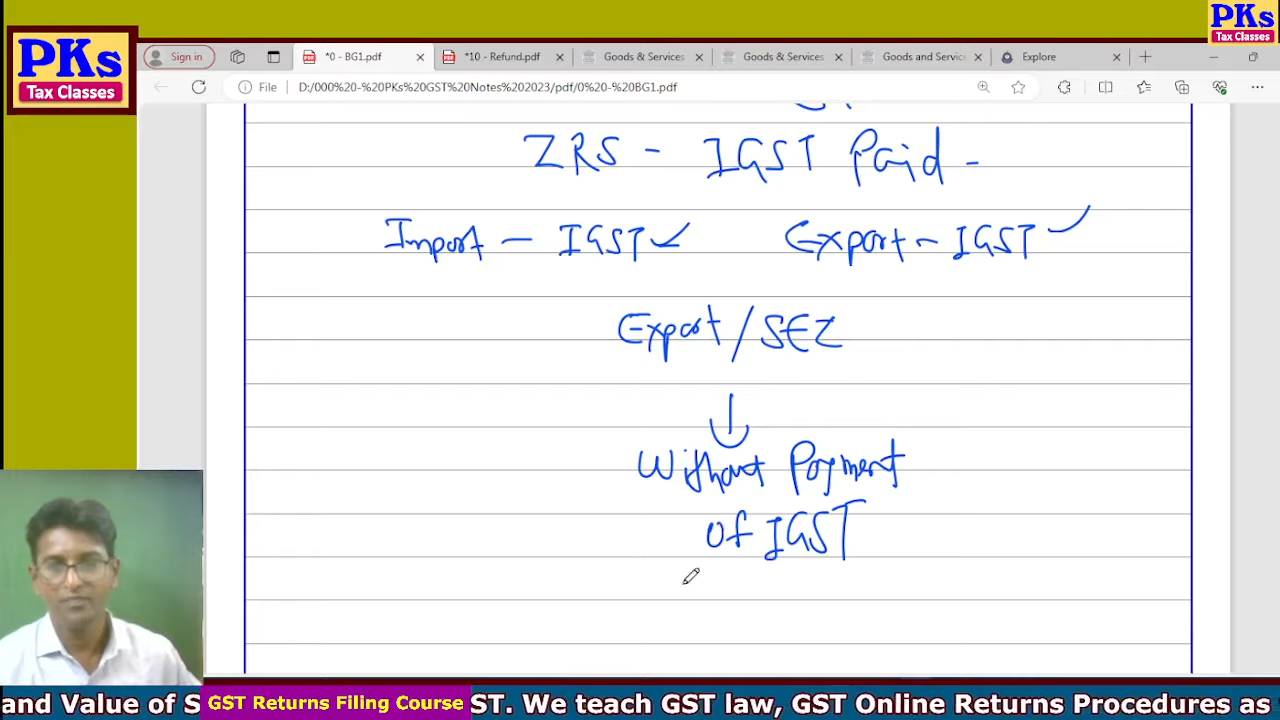 PKs
Tax Classes
PKs
Tax Classes
Sign in
*0 - BG1.pdf
*10 - Refund.pdf
Goods & Services
Goods & Services
Goods and Service
Explore
File
D:/000%20-%20PKs%20GST%20Notes%202023/pdf/0%20-%20BG1.pdf
ZRS - IGST Paid -
Import - IGST ✓ Export - IGST ✓
Export / SEZ
↓
Without Payment
of IGST
and Value of S
GST Returns Filing Course
ST. We teach GST law, GST Online Returns Procedures as